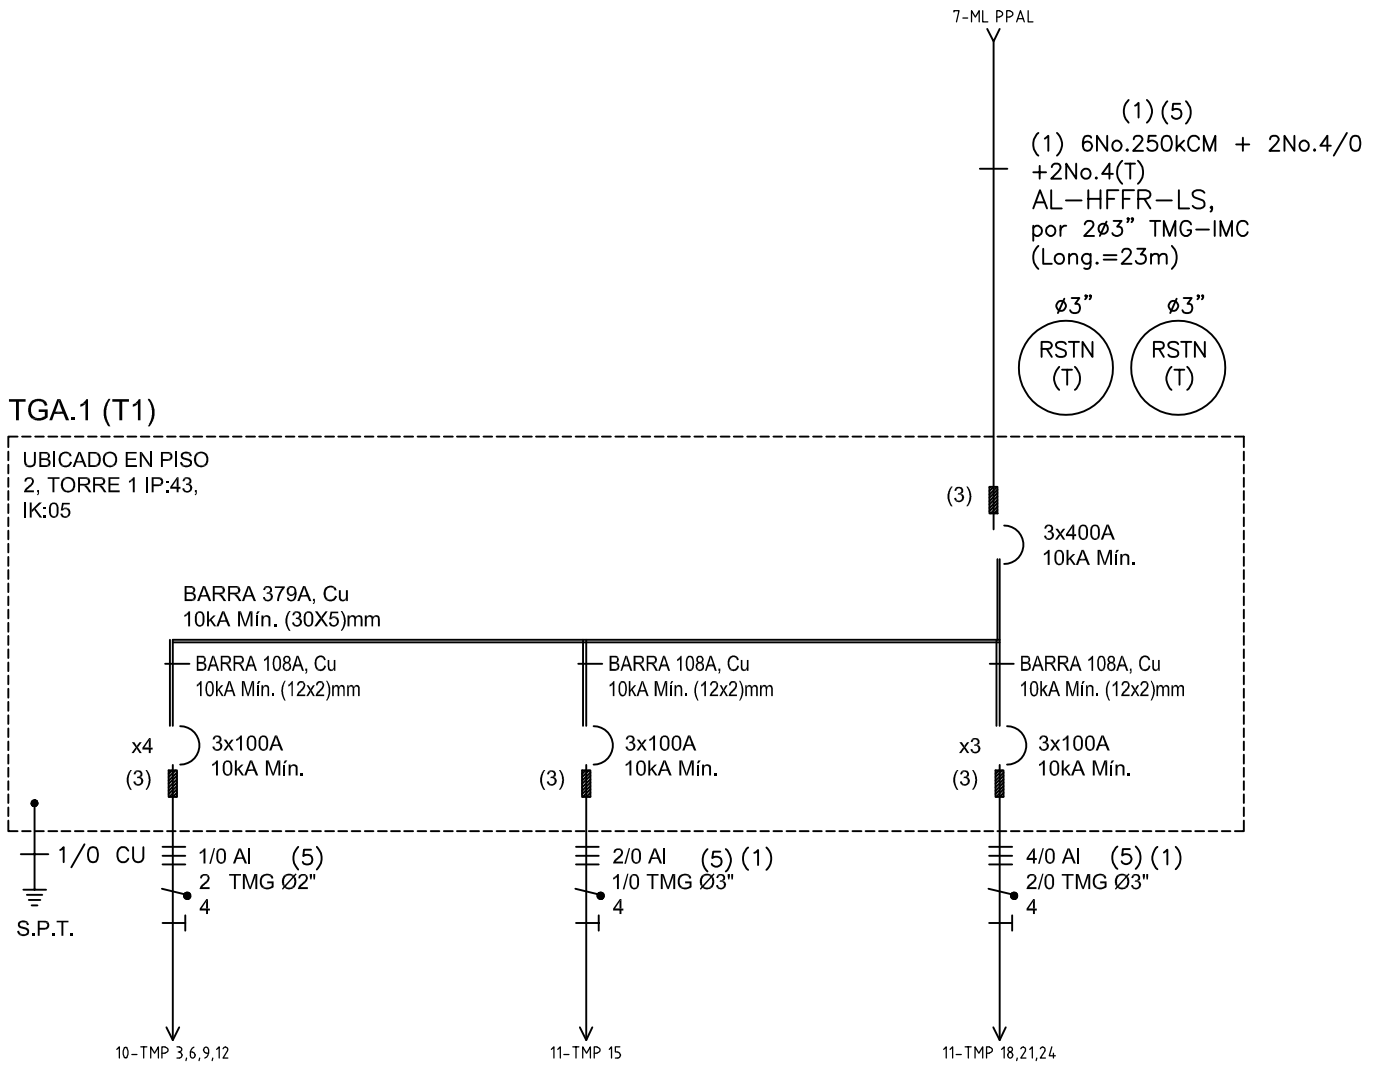 7-ML PPAL
(1) (5)
(1) 6No.250kCM + 2No.4/0
+2No.4(T)
AL-HFFR-LS,
por 2ø3” TMG-IMC
(Long.=23m)
ø3” ø3”
RSTN RSTN
(T) (T)
TGA.1 (T1)
UBICADO EN PISO
2, TORRE 1 IP:43,
IK:05
(3)
3x400A
10kA Mín.
BARRA 379A, Cu
10kA Mín. (30X5)mm
BARRA 108A, Cu
10kA Mín. (12x2)mm
BARRA 108A, Cu
10kA Mín. (12x2)mm
BARRA 108A, Cu
10kA Mín. (12x2)mm
x4
3x100A
10kA Mín.
(3)
3x100A
10kA Mín.
(3)
x3
3x100A
10kA Mín.
(3)
1/0 CU
S.P.T.
1/0 Al (5)
2 TMG Ø2"
4
2/0 Al (5) (1)
1/0 TMG Ø3"
4
4/0 Al (5) (1)
2/0 TMG Ø3"
4
10-TMP 3,6,9,12
11-TMP 15
11-TMP 18,21,24